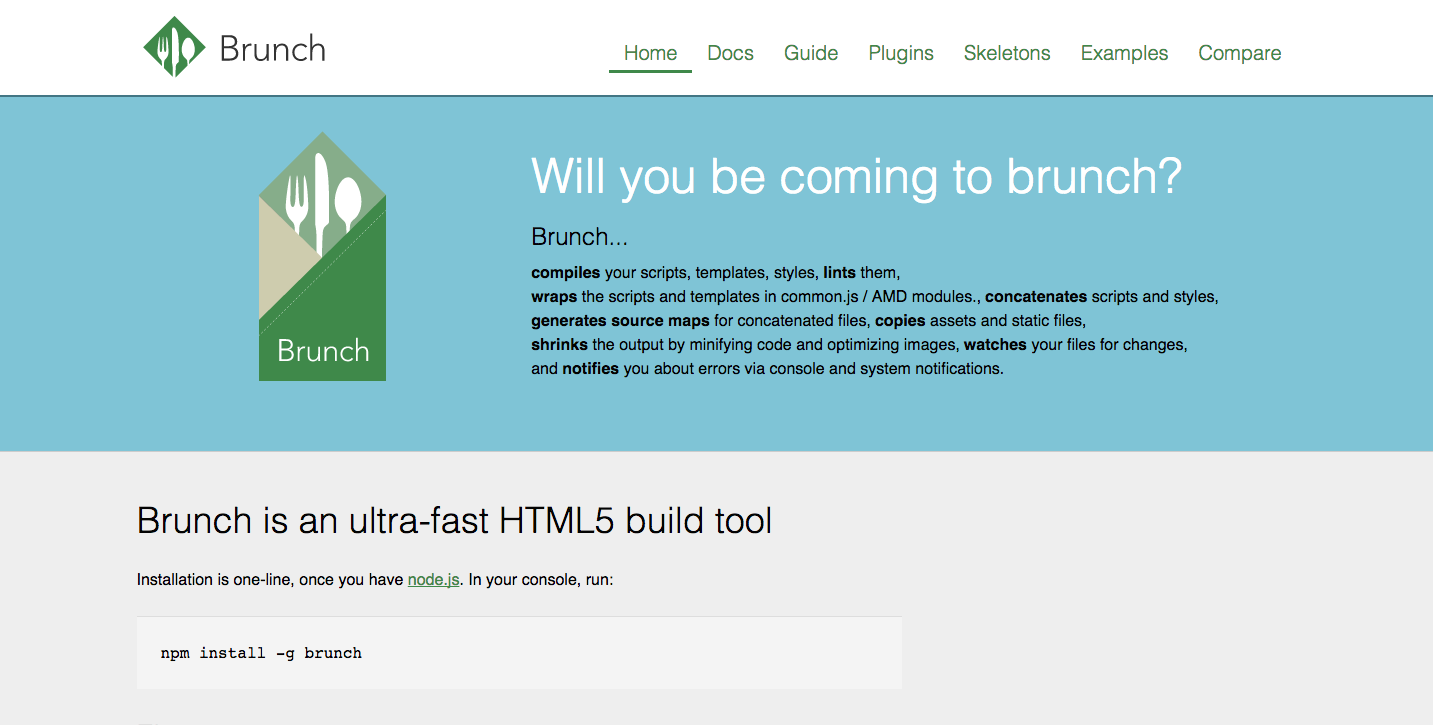 Brunch
Home Docs Guide Plugins Skeletons Examples Compare
Brunch
Will you be coming to brunch?
Brunch...
compiles your scripts, templates, styles, lints them,
wraps the scripts and templates in common.js / AMD modules., concatenates scripts and styles,
generates source maps for concatenated files, copies assets and static files,
shrinks the output by minifying code and optimizing images, watches your files for changes,
and notifies you about errors via console and system notifications.
Brunch is an ultra-fast HTML5 build tool
Installation is one-line, once you have node.js. In your console, run:
npm install -g brunch